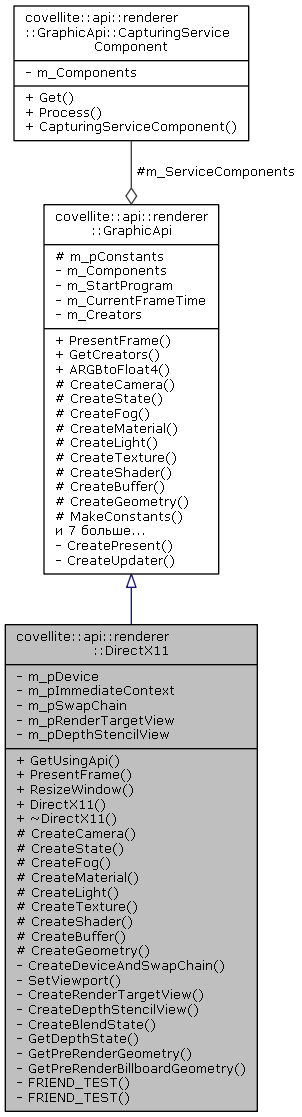 covellite::api::renderer
::GraphicApi::CapturingService
Component
- m_Components
+ Get()
+ Process()
+ CapturingServiceComponent()
#m_ServiceComponents
covellite::api::renderer
::GraphicApi
# m_pConstants
- m_Components
- m_StartProgram
- m_CurrentFrameTime
- m_Creators
+ PresentFrame()
+ GetCreators()
+ ARGBtoFloat4()
# CreateCamera()
# CreateState()
# CreateFog()
# CreateMaterial()
# CreateLight()
# CreateTexture()
# CreateShader()
# CreateBuffer()
# CreateGeometry()
# MakeConstants()
и 7 больше...
- CreatePresent()
- CreateUpdater()
covellite::api::renderer
::DirectX11
- m_pDevice
- m_pImmediateContext
- m_pSwapChain
- m_pRenderTargetView
- m_pDepthStencilView
+ GetUsingApi()
+ PresentFrame()
+ ResizeWindow()
+ DirectX11()
+ ~DirectX11()
# CreateCamera()
# CreateState()
# CreateFog()
# CreateMaterial()
# CreateLight()
# CreateTexture()
# CreateShader()
# CreateBuffer()
# CreateGeometry()
- CreateDeviceAndSwapChain()
- SetViewport()
- CreateRenderTargetView()
- CreateDepthStencilView()
- CreateBlendState()
- GetDepthState()
- GetPreRenderGeometry()
- GetPreRenderBillboardGeometry()
- FRIEND_TEST()
- FRIEND_TEST()